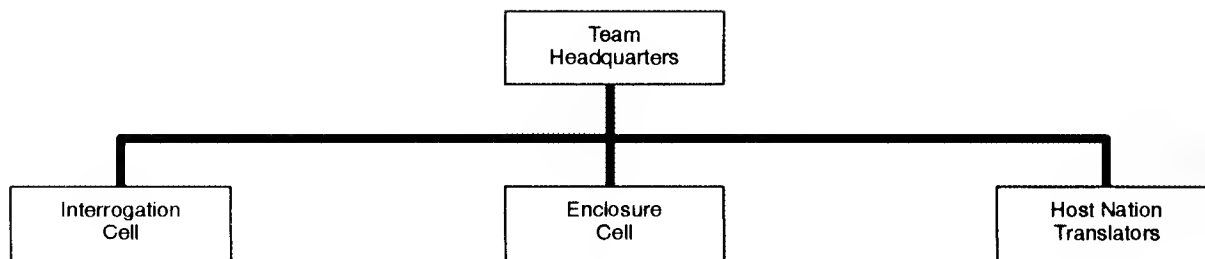 Team
Headquarters
Interrogation
Cell
Enclosure
Cell
Host Nation
Translators